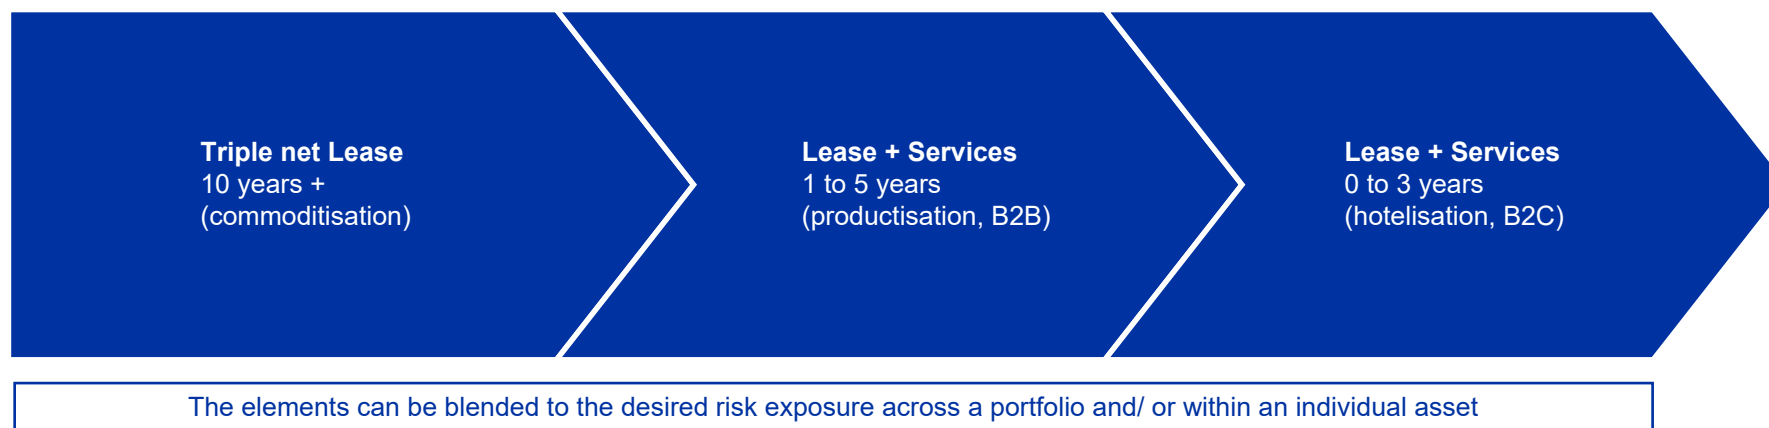 Triple net Lease
10 years +
(commoditisation)
Lease + Services
1 to 5 years
(productisation, B2B)
Lease + Services
0 to 3 years
(hotelisation, B2C)
The elements can be blended to the desired risk exposure across a portfolio and/ or within an individual asset